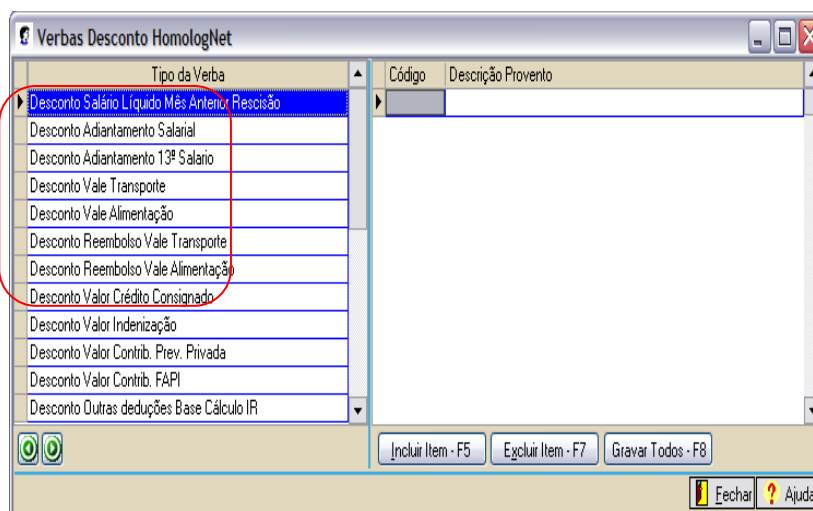 Verbas Desconto HomologNet
Tipo da Verba
Código Descrição Provento
Desconto Salário Líquido Mês Anterior Rescisão
Desconto Adiantamento Salarial
Desconto Adiantamento 13º Salario
Desconto Vale Transporte
Desconto Vale Alimentação
Desconto Reembolso Vale Transporte
Desconto Reembolso Vale Alimentação
Desconto Valor Crédito Consignado
Desconto Valor Indenização
Desconto Valor Contrib. Prev. Privada
Desconto Valor Contrib. FAPI
Desconto Outras deduções Base Cálculo IR
Incluir Item - F5 Excluir Item - F7 Gravar Todos - F8
Fechar ? Ajuda